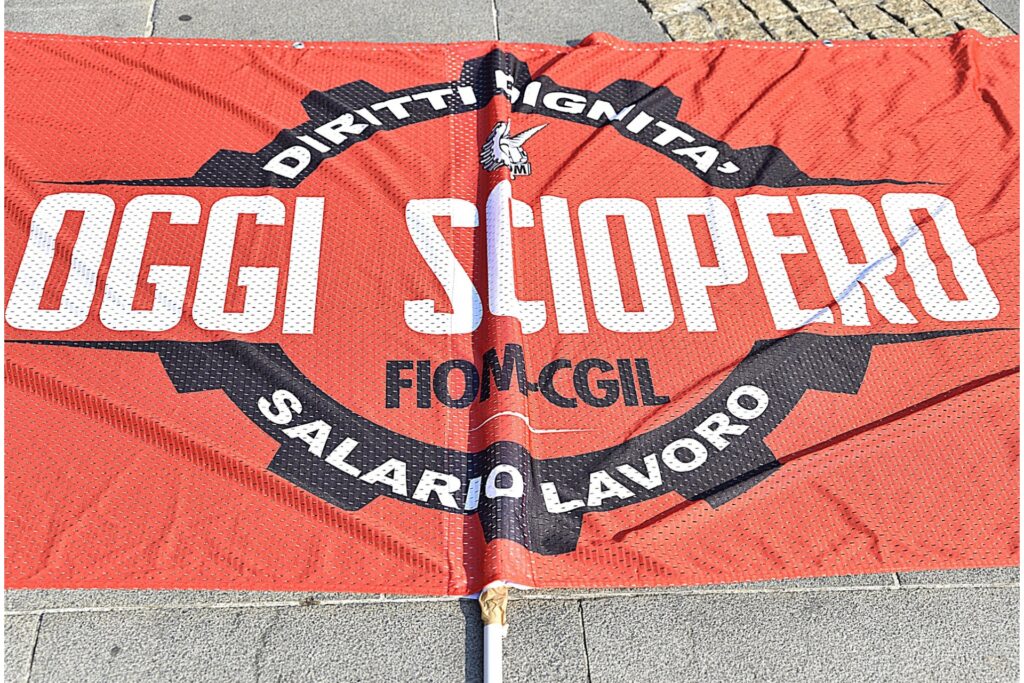 DIRITTI DIGNITA'
OGGI SCIOPERO
FIOM-CGIL
SALARIO LAVORO